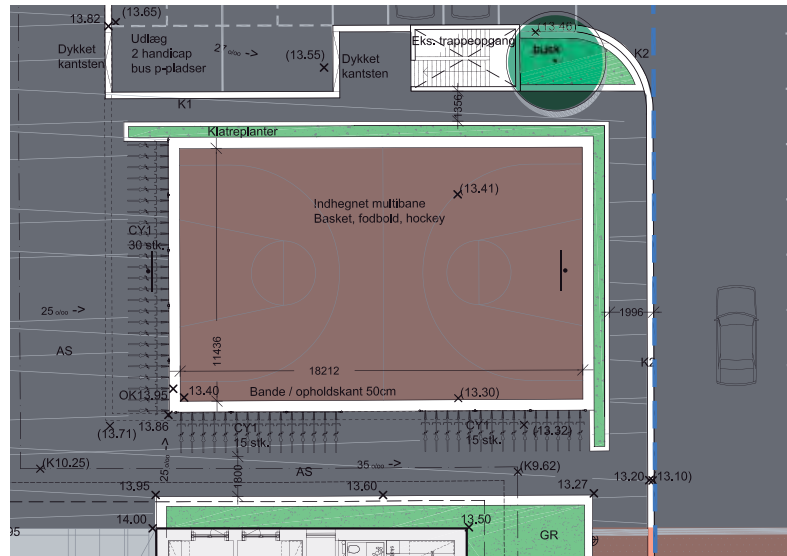 13.82
(13.65)
Udlæg
2 handicap
bus p-pladser
Dykket
kantsten
27 o/oo ->
(13.55)
Dykket
kantsten
Eks. trappeopgang
(13.46)
busk
K2
K1
1356
Klatreplanter
Indhegnet multibane
Basket, fodbold, hockey
(13.41)
CY1
30 stk.
25 o/oo ->
AS
11436
18212
1996
K2
OK13.95
13.40
Bande / opholdskant 50cm
(13.30)
(13.71)
13.86
CY1
15 stk.
CY1
15 stk.
(13.32)
(K10.25)
25 o/oo ->
1800
AS
35 o/oo ->
(K9.62)
13.20
(13.10)
13.95
13.60
13.27
14.00
13.50
GR
95